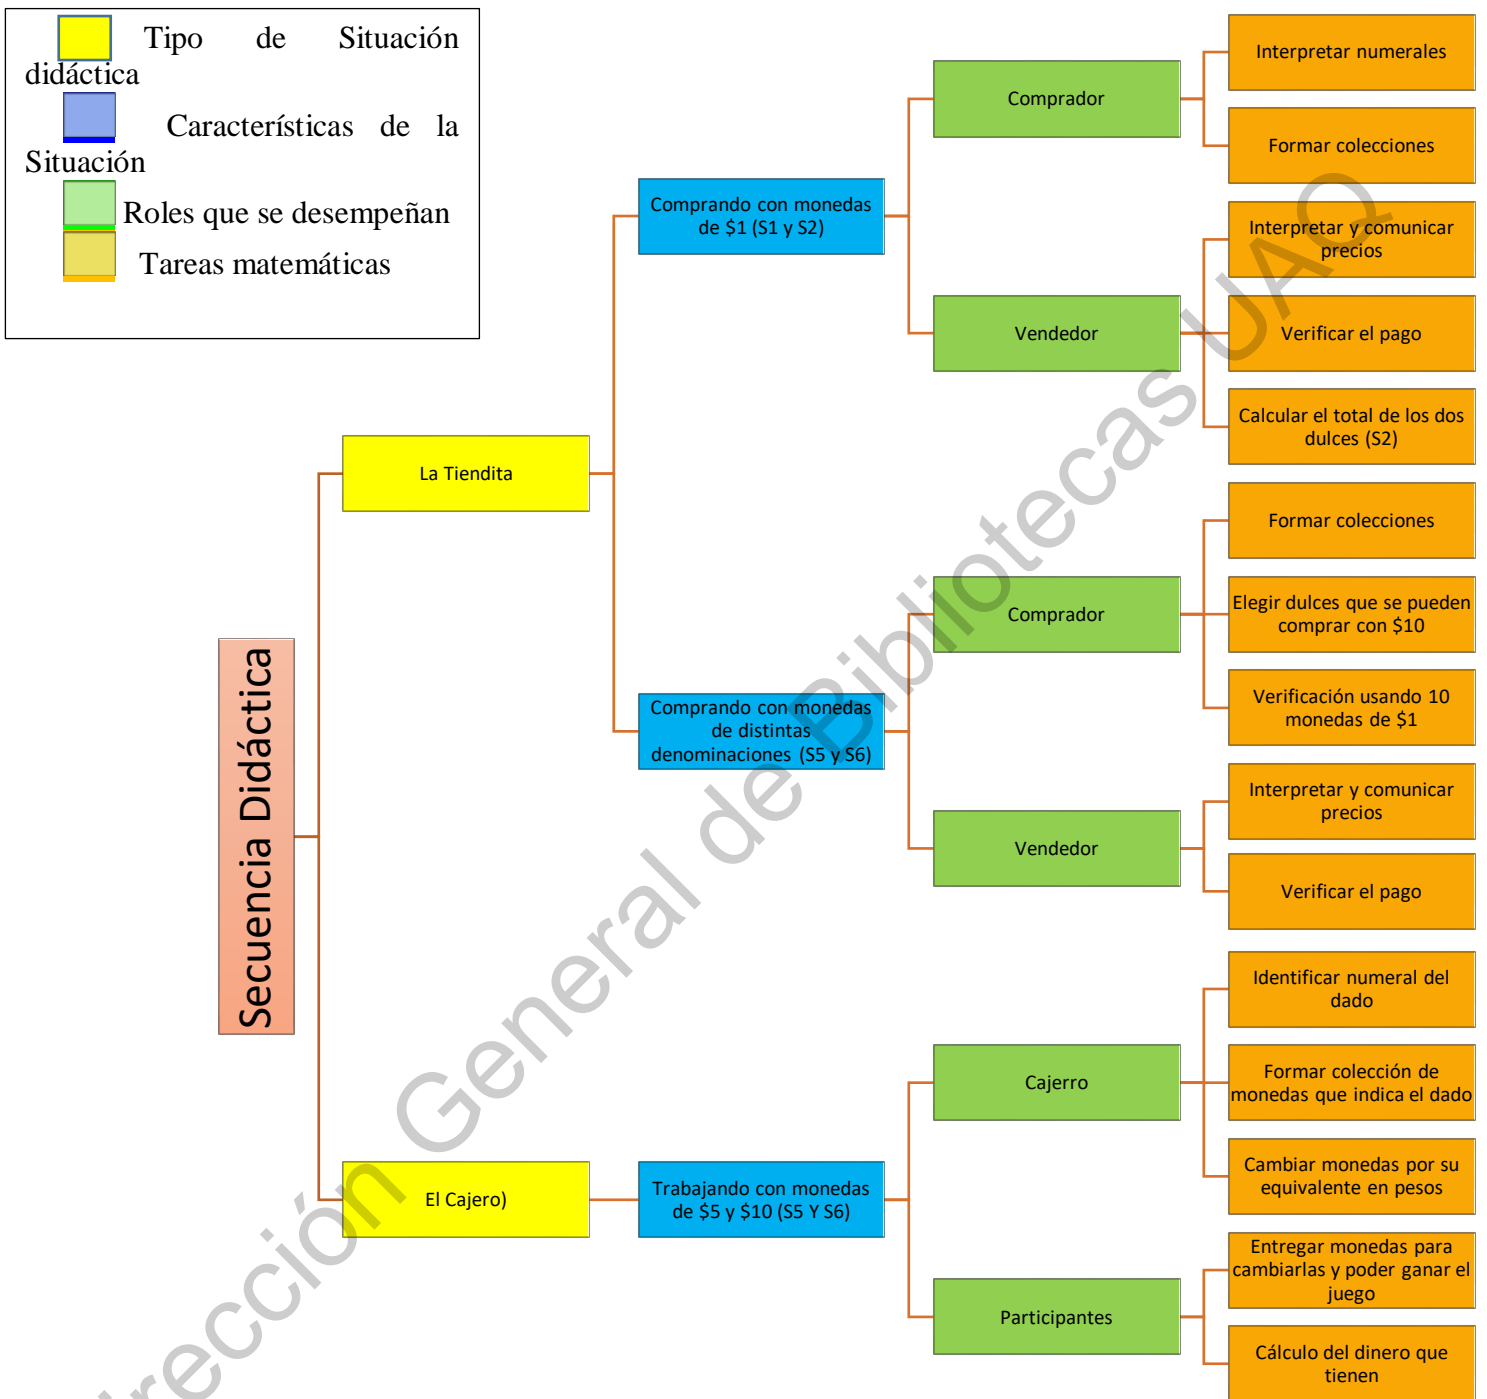 Tipo de Situación
didáctica
Características de la
Situación
Roles que se desempeñan
Tareas matemáticas
Secuencia Didáctica
La Tiendita
Comprando con monedas
de $1 (S1 y S2)
Comprador
Interpretar numerales
Formar colecciones
Vendedor
Interpretar y comunicar
precios
Verificar el pago
Calcular el total de los dos
dulces (S2)
Comprando con monedas
de distintas
denominaciones (S5 y S6)
Comprador
Formar colecciones
Elegir dulces que se pueden
comprar con $10
Verificación usando 10
monedas de $1
Vendedor
Interpretar y comunicar
precios
Verificar el pago
El Cajero)
Trabajando con monedas
de $5 y $10 (S5 Y S6)
Cajerro
Identificar numeral del
dado
Formar colección de
monedas que indica el dado
Cambiar monedas por su
equivalente en pesos
Participantes
Entregar monedas para
cambiarlas y poder ganar el
juego
Cálculo del dinero que
tienen
irección General de Bibliotecas UAQ